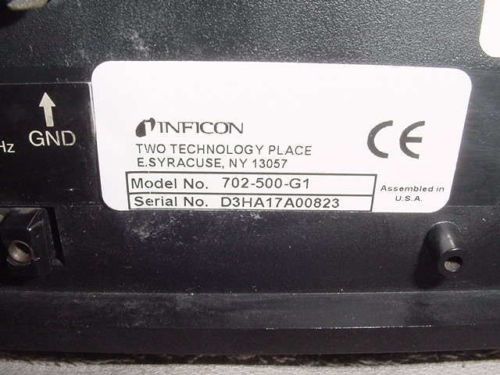 INFICON
TWO TECHNOLOGY PLACE
E.SYRACUSE, NY 13057
Model No. 702-500-G1
Serial No. D3HA17A00823
CE
Assembled in
U.S.A.
Hz
GND